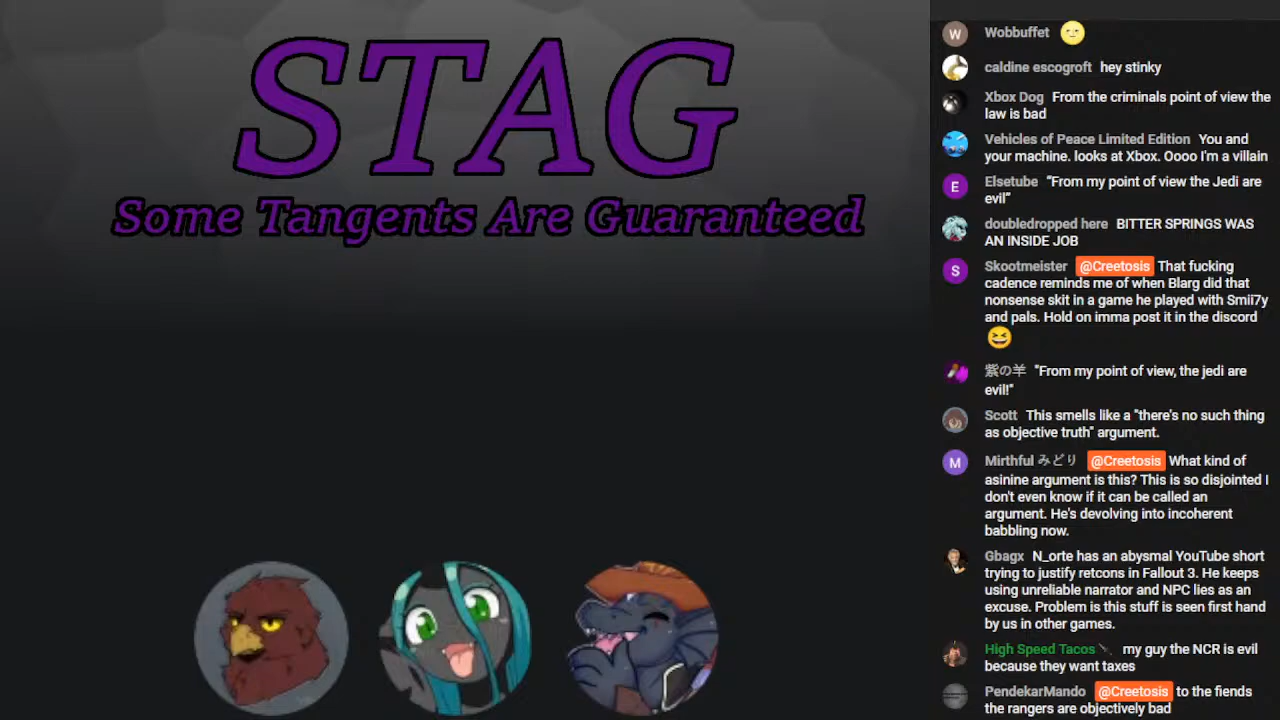 STAG
Some Tangents Are Guaranteed
W Wobbuffet
caldine escogroft hey stinky
Xbox Dog From the criminals point of view the
law is bad
Vehicles of Peace Limited Edition You and
your machine. looks at Xbox. Oooo I'm a villain
E Elsetube “From my point of view the Jedi are
evil”
doubledropped here BITTER SPRINGS WAS
AN INSIDE JOB
S Skootmeister @Creetosis That fucking
cadence reminds me of when Blarg did that
nonsense skit in a game he played with Smii7y
and pals. Hold on imma post it in the discord
紫の羊 "From my point of view, the jedi are
evil!"
Scott This smells like a "there's no such thing
as objective truth" argument.
M Mirthful みどり @Creetosis What kind of
asinine argument is this? This is so disjointed I
don't even know if it can be called an
argument. He's devolving into incoherent
babbling now.
Gbagx N_orte has an abysmal YouTube short
trying to justify retcons in Fallout 3. He keeps
using unreliable narrator and NPC lies as an
excuse. Problem is this stuff is seen first hand
by us in other games.
High Speed Tacos my guy the NCR is evil
because they want taxes
PendekarMando @Creetosis to the fiends
the rangers are objectively bad